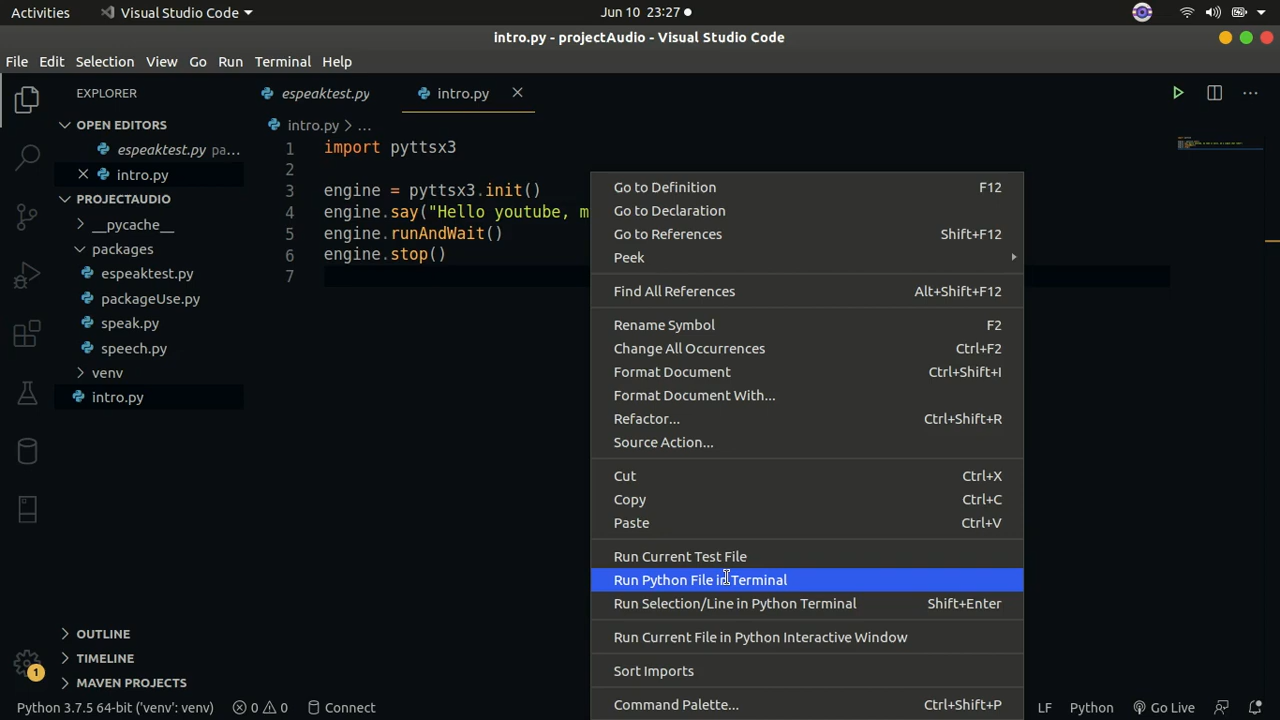 Activities Visual Studio Code Jun 10 23:27
intro.py - projectAudio - Visual Studio Code
File Edit Selection View Go Run Terminal Help
EXPLORER
OPEN EDITORS
espeaktest.py pa...
intro.py
PROJECTAUDIO
__pycache__
packages
espeaktest.py
packageUse.py
speak.py
speech.py
venv
intro.py
OUTLINE
TIMELINE
MAVEN PROJECTS
espeaktest.py intro.py
intro.py > ...
1 import pyttsx3
2
3 engine = pyttsx3.init()
4 engine.say("Hello youtube, m
5 engine.runAndWait()
6 engine.stop()
7
Go to Definition F12
Go to Declaration
Go to References Shift+F12
Peek
Find All References Alt+Shift+F12
Rename Symbol F2
Change All Occurrences Ctrl+F2
Format Document Ctrl+Shift+I
Format Document With...
Refactor... Ctrl+Shift+R
Source Action...
Cut Ctrl+X
Copy Ctrl+C
Paste Ctrl+V
Run Current Test File
Run Python File in Terminal
Run Selection/Line in Python Terminal Shift+Enter
Run Current File in Python Interactive Window
Sort Imports
Command Palette... Ctrl+Shift+P
1
Python 3.7.5 64-bit ('venv': venv) 0 0 Connect LF Python Go Live